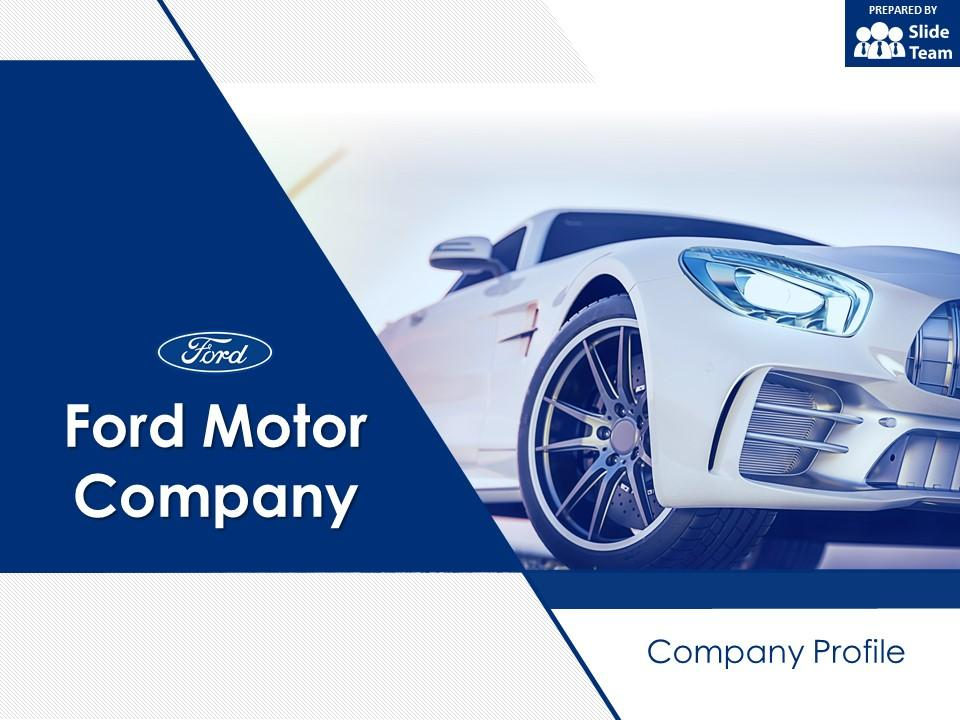 PREPARED BY
Slide
Team
Ford
Ford Motor
Company
Company Profile